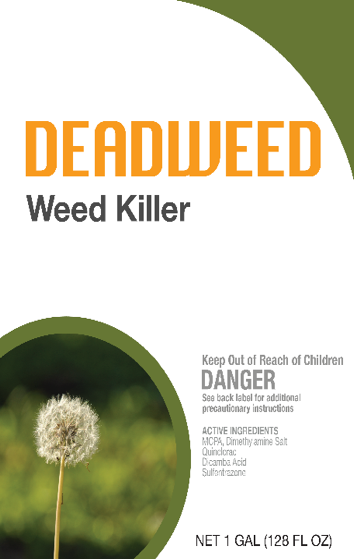 DEADWEED
Weed Killer
Keep Out of Reach of Children
DANGER
See back label for additional
precautionary instructions
ACTIVE INGREDIENTS
MCPA, Dimethylamine Salt
Quinclorac
Dicamba Acid
Sulfentrazone
NET 1 GAL (128 FL OZ)